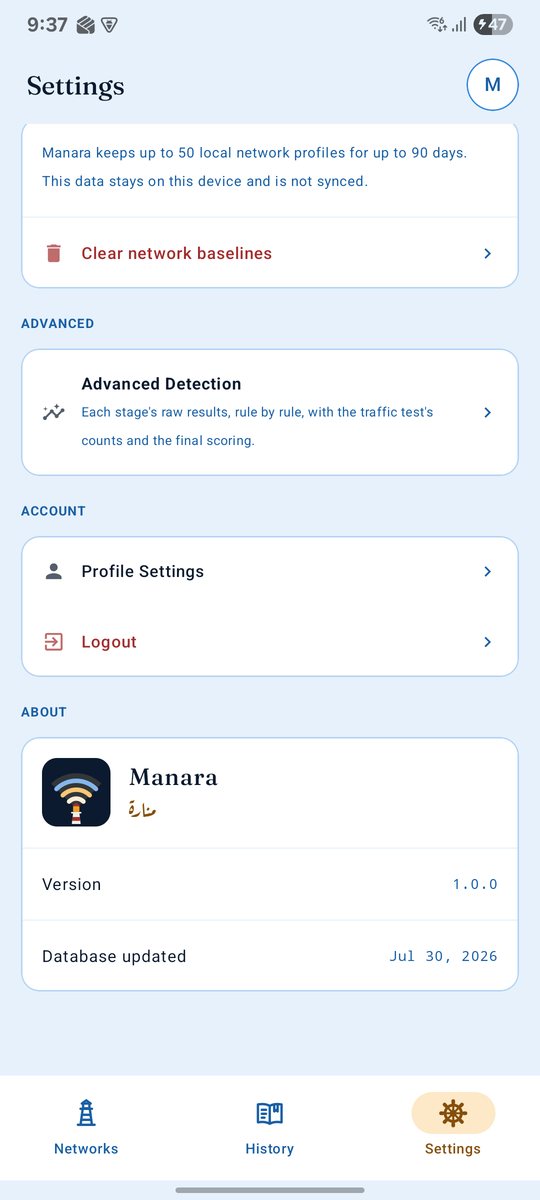 9:37
47
Settings
M
Manara keeps up to 50 local network profiles for up to 90 days.
This data stays on this device and is not synced.
Clear network baselines
ADVANCED
Advanced Detection
Each stage's raw results, rule by rule, with the traffic test's
counts and the final scoring.
ACCOUNT
Profile Settings
Logout
ABOUT
Manara
منارة
Version
1.0.0
Database updated
Jul 30, 2026
Networks
History
Settings